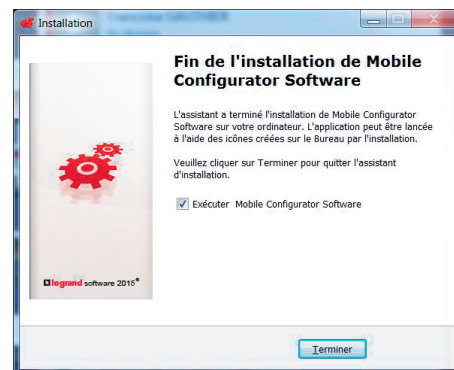 Installation
Fin de l'installation de Mobile
Configurator Software
L'assistant a terminé l'installation de Mobile Configurator
Software sur votre ordinateur. L'application peut être lancée
à l'aide des icônes créées sur le Bureau par l'installation.
Veuillez cliquer sur Terminer pour quitter l'assistant
d'installation.
Exécuter Mobile Configurator Software
legrand software 2015®
Terminer